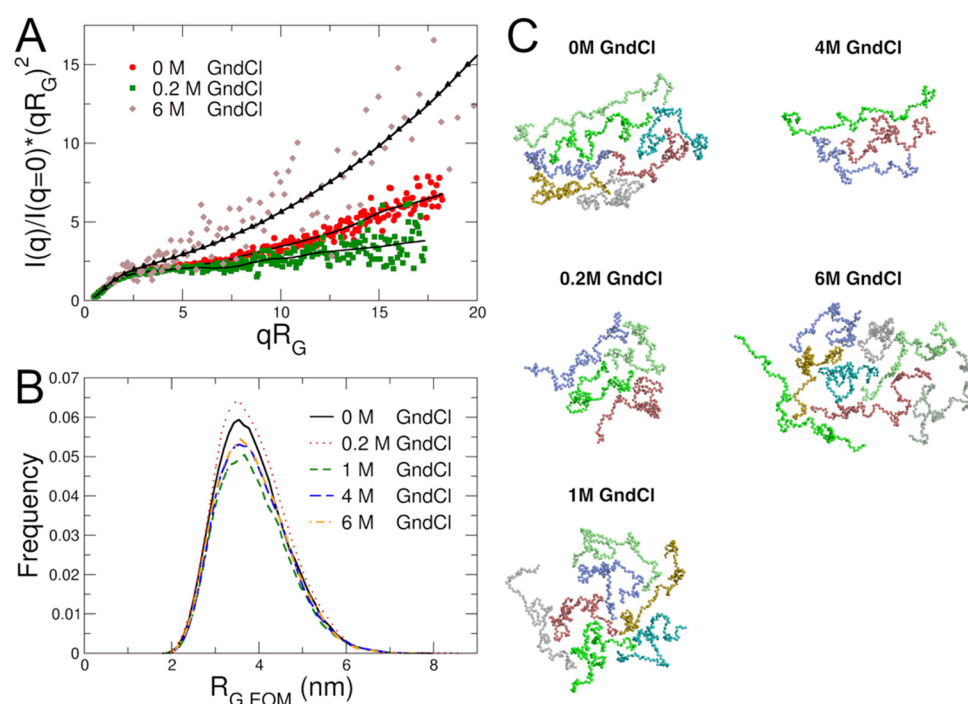 A
I(q)/I(q=0)*(qR_G)^2
15
10
5
0
0 M GndCl
0.2 M GndCl
6 M GndCl
0 5 10 15 20
qR_G
B
Frequency
0.07
0.06
0.05
0.04
0.03
0.02
0.01
0
0 M GndCl
0.2 M GndCl
1 M GndCl
4 M GndCl
6 M GndCl
0 2 4 6 8
R_G,EOM (nm)
C
0M GndCl
4M GndCl
0.2M GndCl
6M GndCl
1M GndCl